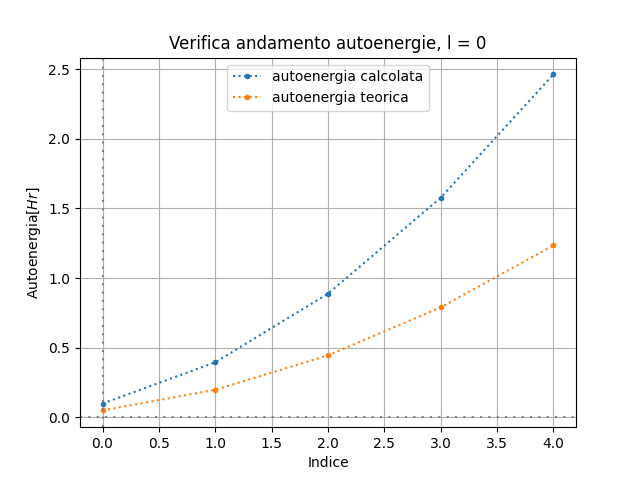 Verifica andamento autoenergie, l = 0
autoenergia calcolata
autoenergia teorica
Autoenergia[Hr]
2.5
2.0
1.5
1.0
0.5
0.0
0.0 0.5 1.0 1.5 2.0 2.5 3.0 3.5 4.0
Indice